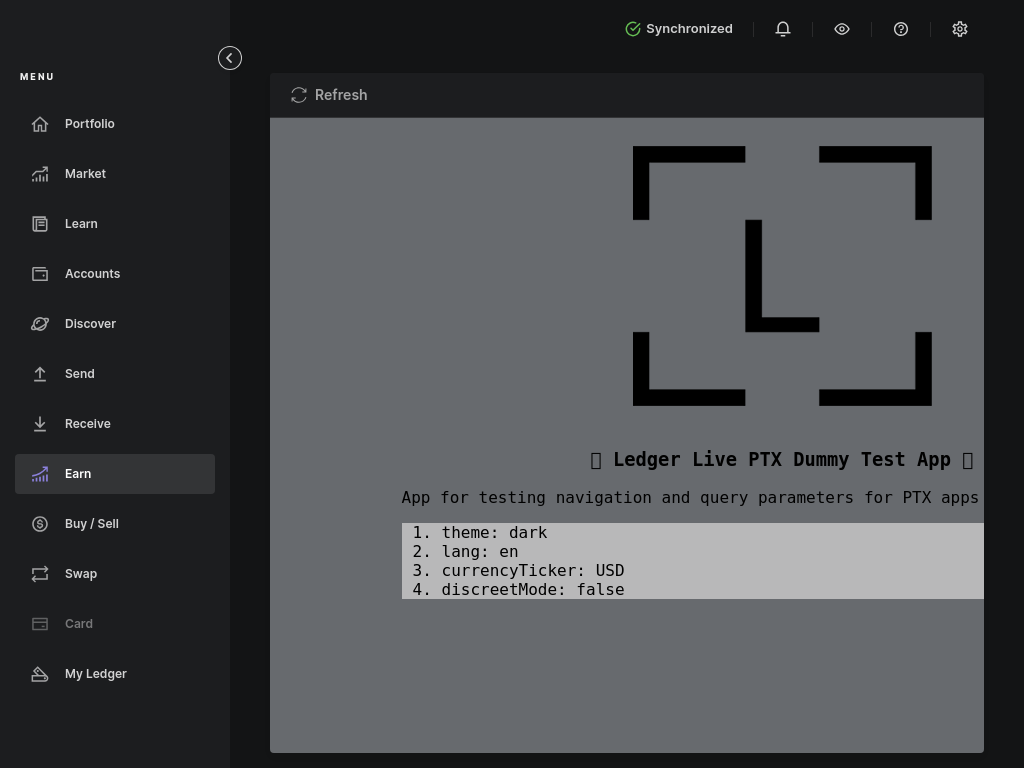 Synchronized
MENU
Refresh
Portfolio
Market
Learn
Accounts
Discover
Send
Receive
Earn
Buy / Sell
Swap
Card
My Ledger
Ledger Live PTX Dummy Test App
App for testing navigation and query parameters for PTX apps
1. theme: dark
2. lang: en
3. currencyTicker: USD
4. discreetMode: false